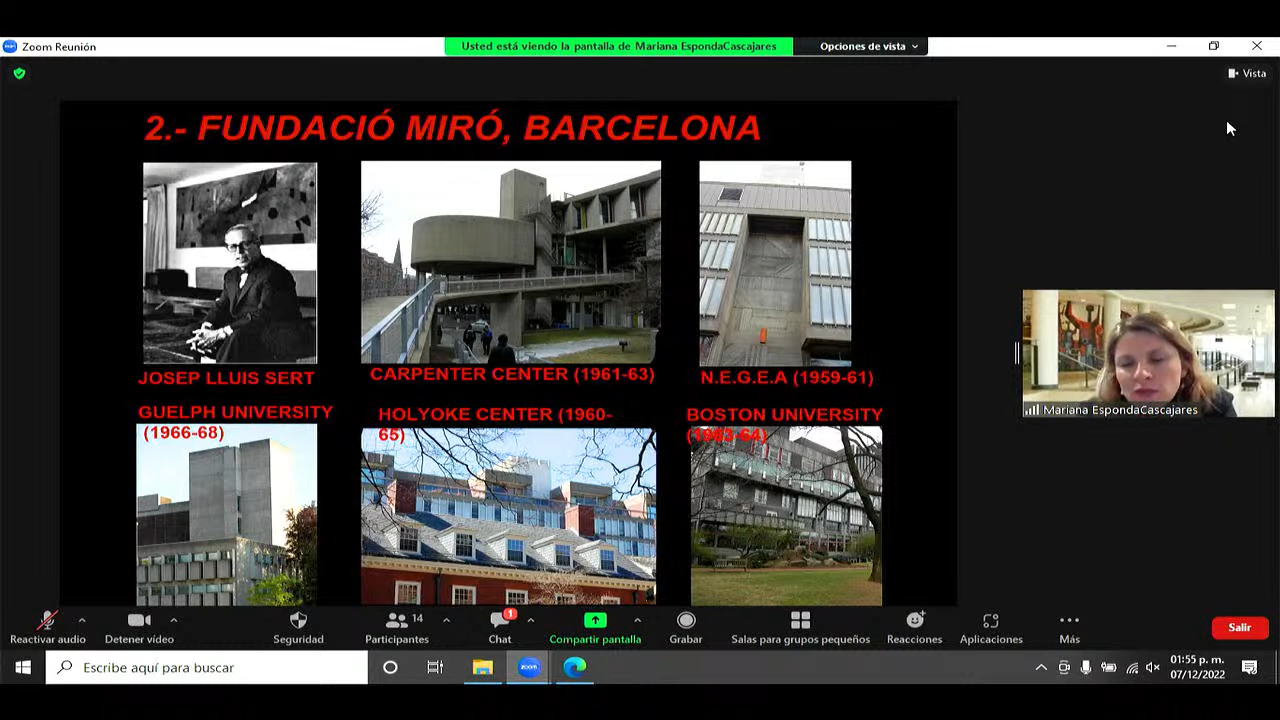 Zoom Reunión
Usted está viendo la pantalla de Mariana EspondaCascajares
Opciones de vista
Vista
2.- FUNDACIÓ MIRÓ, BARCELONA
JOSEP LLUIS SERT
CARPENTER CENTER (1961-63)
N.E.G.E.A (1959-61)
GUELPH UNIVERSITY
(1966-68)
HOLYOKE CENTER (1960-
65)
BOSTON UNIVERSITY
Mariana EspondaCascajares
Reactivar audio
Detener vídeo
Seguridad
14
Participantes
1
Chat
Compartir pantalla
Grabar
Salas para grupos pequeños
Reacciones
Aplicaciones
Más
Salir
Escribe aquí para buscar
zoom
01:55 p. m.
07/12/2022